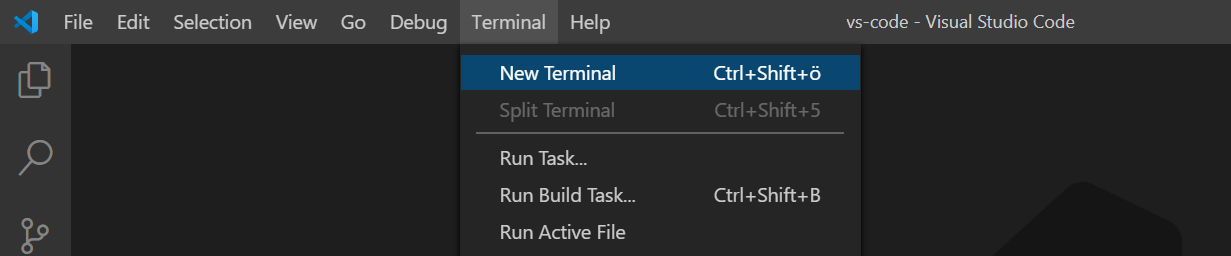 File Edit Selection View Go Debug Terminal Help vs-code - Visual Studio Code
New Terminal Ctrl+Shift+ö
Split Terminal Ctrl+Shift+5
Run Task...
Run Build Task... Ctrl+Shift+B
Run Active File